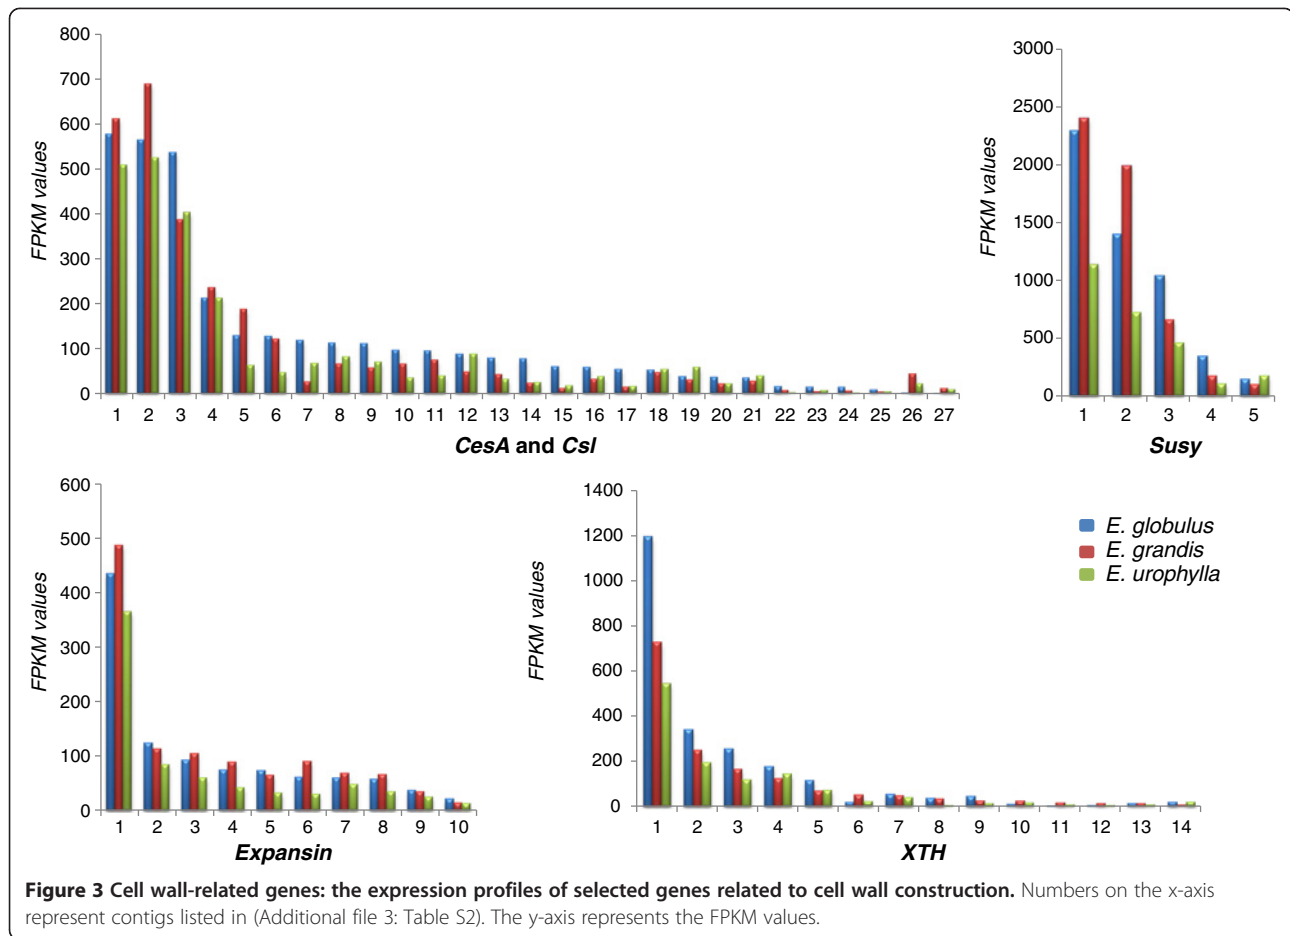 800
700
600
500
400
300
200
100
0
FPKM values
1 2 3 4 5 6 7 8 9 10 11 12 13 14 15 16 17 18 19 20 21 22 23 24 25 26 27
CesA and Csl
3000
2500
2000
1500
1000
500
0
FPKM values
1 2 3 4 5
Susy
600
500
400
300
200
100
0
FPKM values
1 2 3 4 5 6 7 8 9 10
Expansin
1400
1200
1000
800
600
400
200
0
FPKM values
1 2 3 4 5 6 7 8 9 10 11 12 13 14
XTH
E. globulus
E. grandis
E. urophylla
Figure 3 Cell wall-related genes: the expression profiles of selected genes related to cell wall construction. Numbers on the x-axis
represent contigs listed in (Additional file 3: Table S2). The y-axis represents the FPKM values.